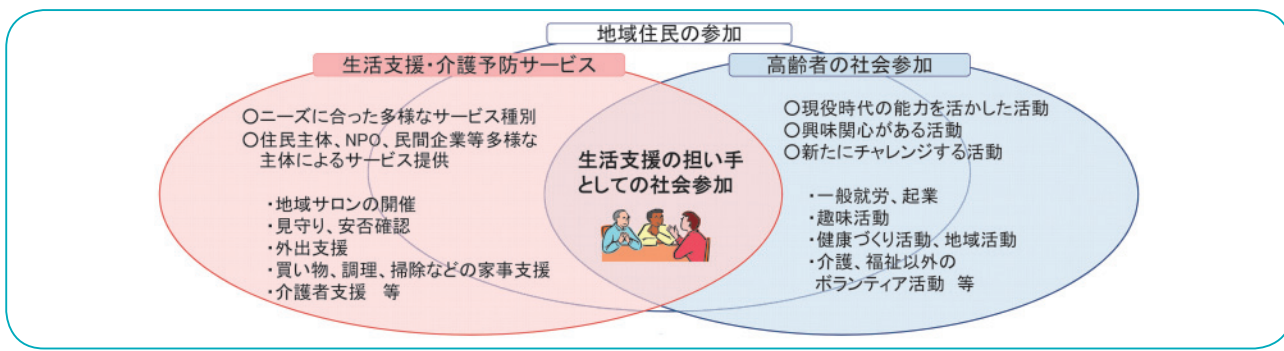 地域住民の参加
生活支援・介護予防サービス
○ニーズに合った多様なサービス種別
○住民主体、NPO、民間企業等多様な
主体によるサービス提供
・地域サロンの開催
・見守り、安否確認
・外出支援
・買い物、調理、掃除などの家事支援
・介護者支援　等
生活支援の担い手
としての社会参加
高齢者の社会参加
○現役時代の能力を活かした活動
○興味関心がある活動
○新たにチャレンジする活動
・一般就労、起業
・趣味活動
・健康づくり活動、地域活動
・介護、福祉以外の
ボランティア活動　等